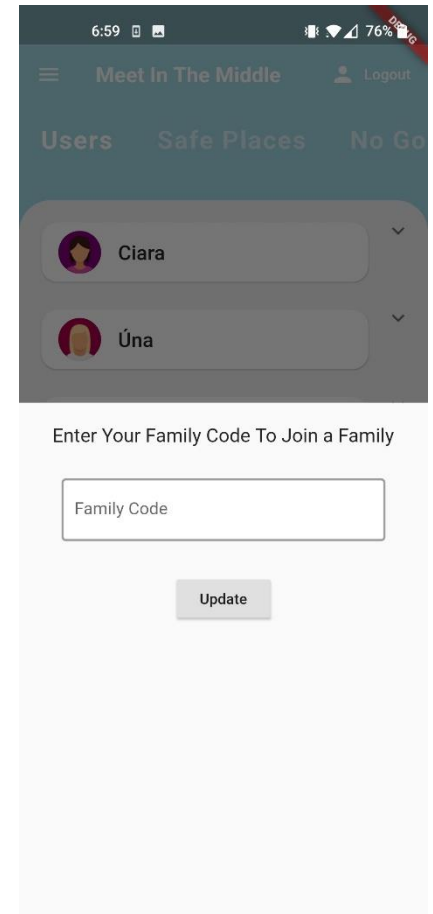 6:59 76%
DEBUG
Meet In The Middle Logout
Users Safe Places No Go
Ciara
Úna
Enter Your Family Code To Join a Family
Family Code
Update